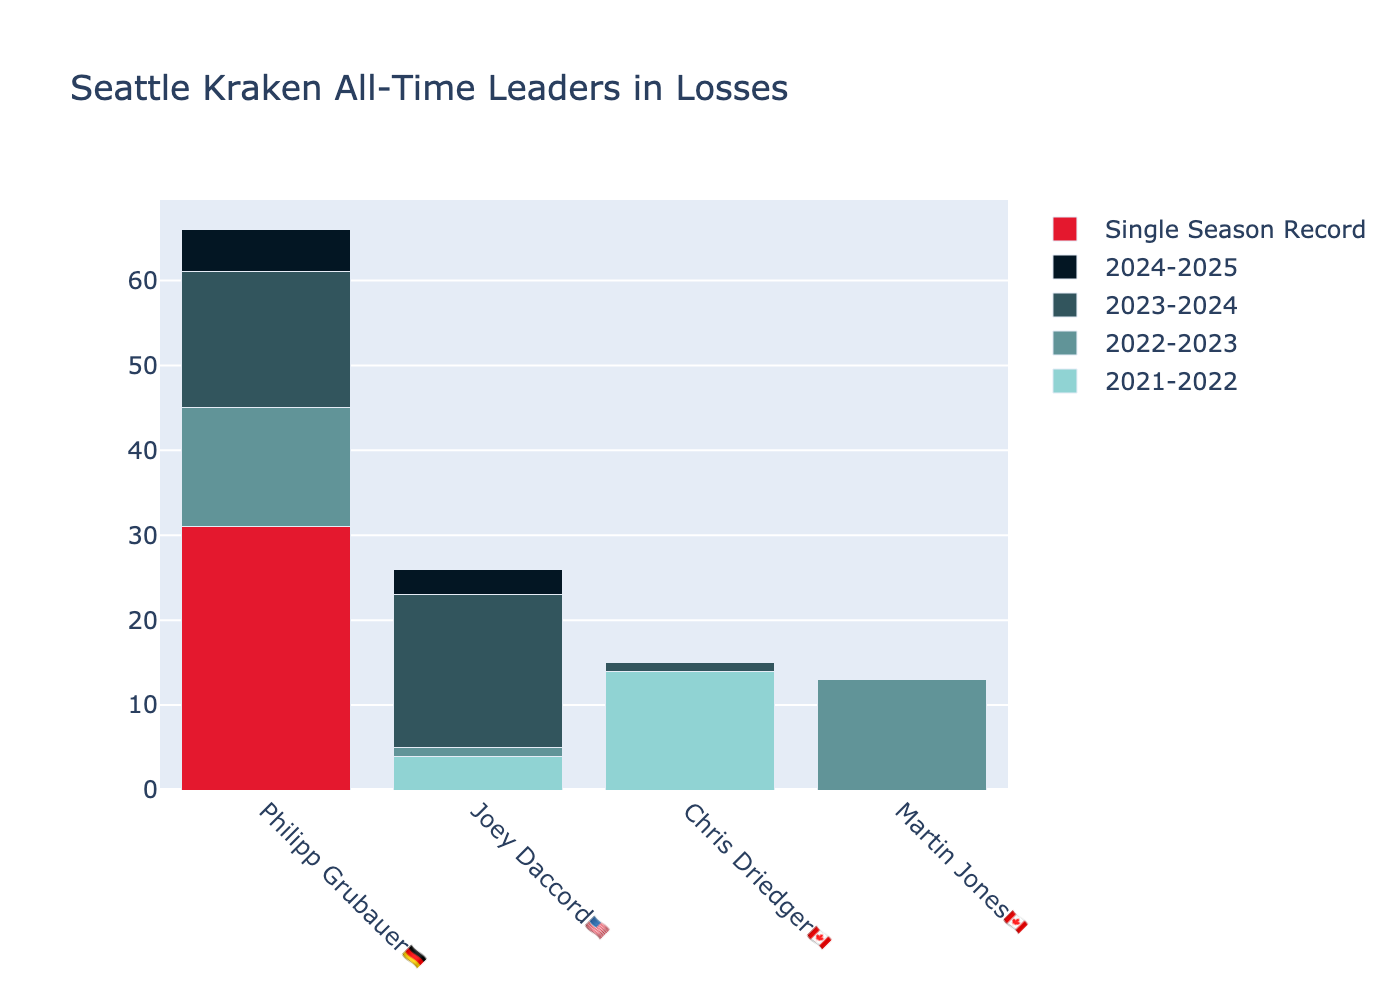 Seattle Kraken All-Time Leaders in Losses
Single Season Record
2024-2025
2023-2024
2022-2023
2021-2022
60
50
40
30
20
10
0
Philipp Grubauer🇩🇪
Joey Daccord🇺🇸
Chris Driedger🇨🇦
Martin Jones🇨🇦